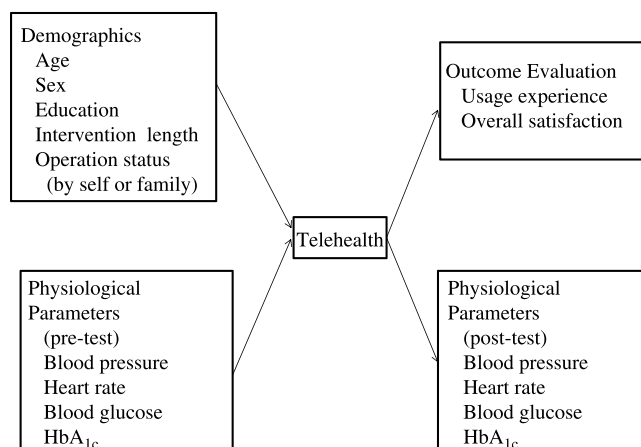 Demographics
Age
Sex
Education
Intervention length
Operation status
(by self or family)
Outcome Evaluation
Usage experience
Overall satisfaction
Telehealth
Physiological
Parameters
(pre-test)
Blood pressure
Heart rate
Blood glucose
HbA1c
Physiological
Parameters
(post-test)
Blood pressure
Heart rate
Blood glucose
HbA1c